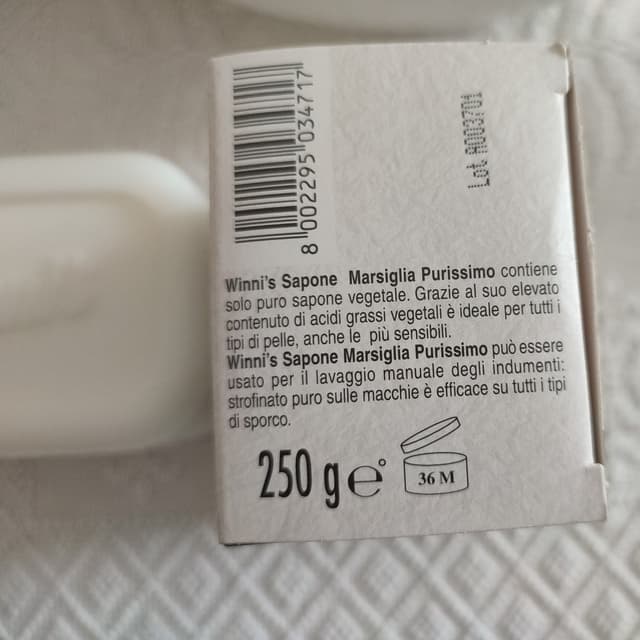 8 002295 034717
Lot A003701
Winni's Sapone Marsiglia Purissimo contiene
solo puro sapone vegetale. Grazie al suo elevato
contenuto di acidi grassi vegetali è ideale per tutti i
tipi di pelle, anche le più sensibili.
Winni's Sapone Marsiglia Purissimo può essere
usato per il lavaggio manuale degli indumenti:
strofinato puro sulle macchie è efficace su tutti i tipi
di sporco.
250 g e
36 M